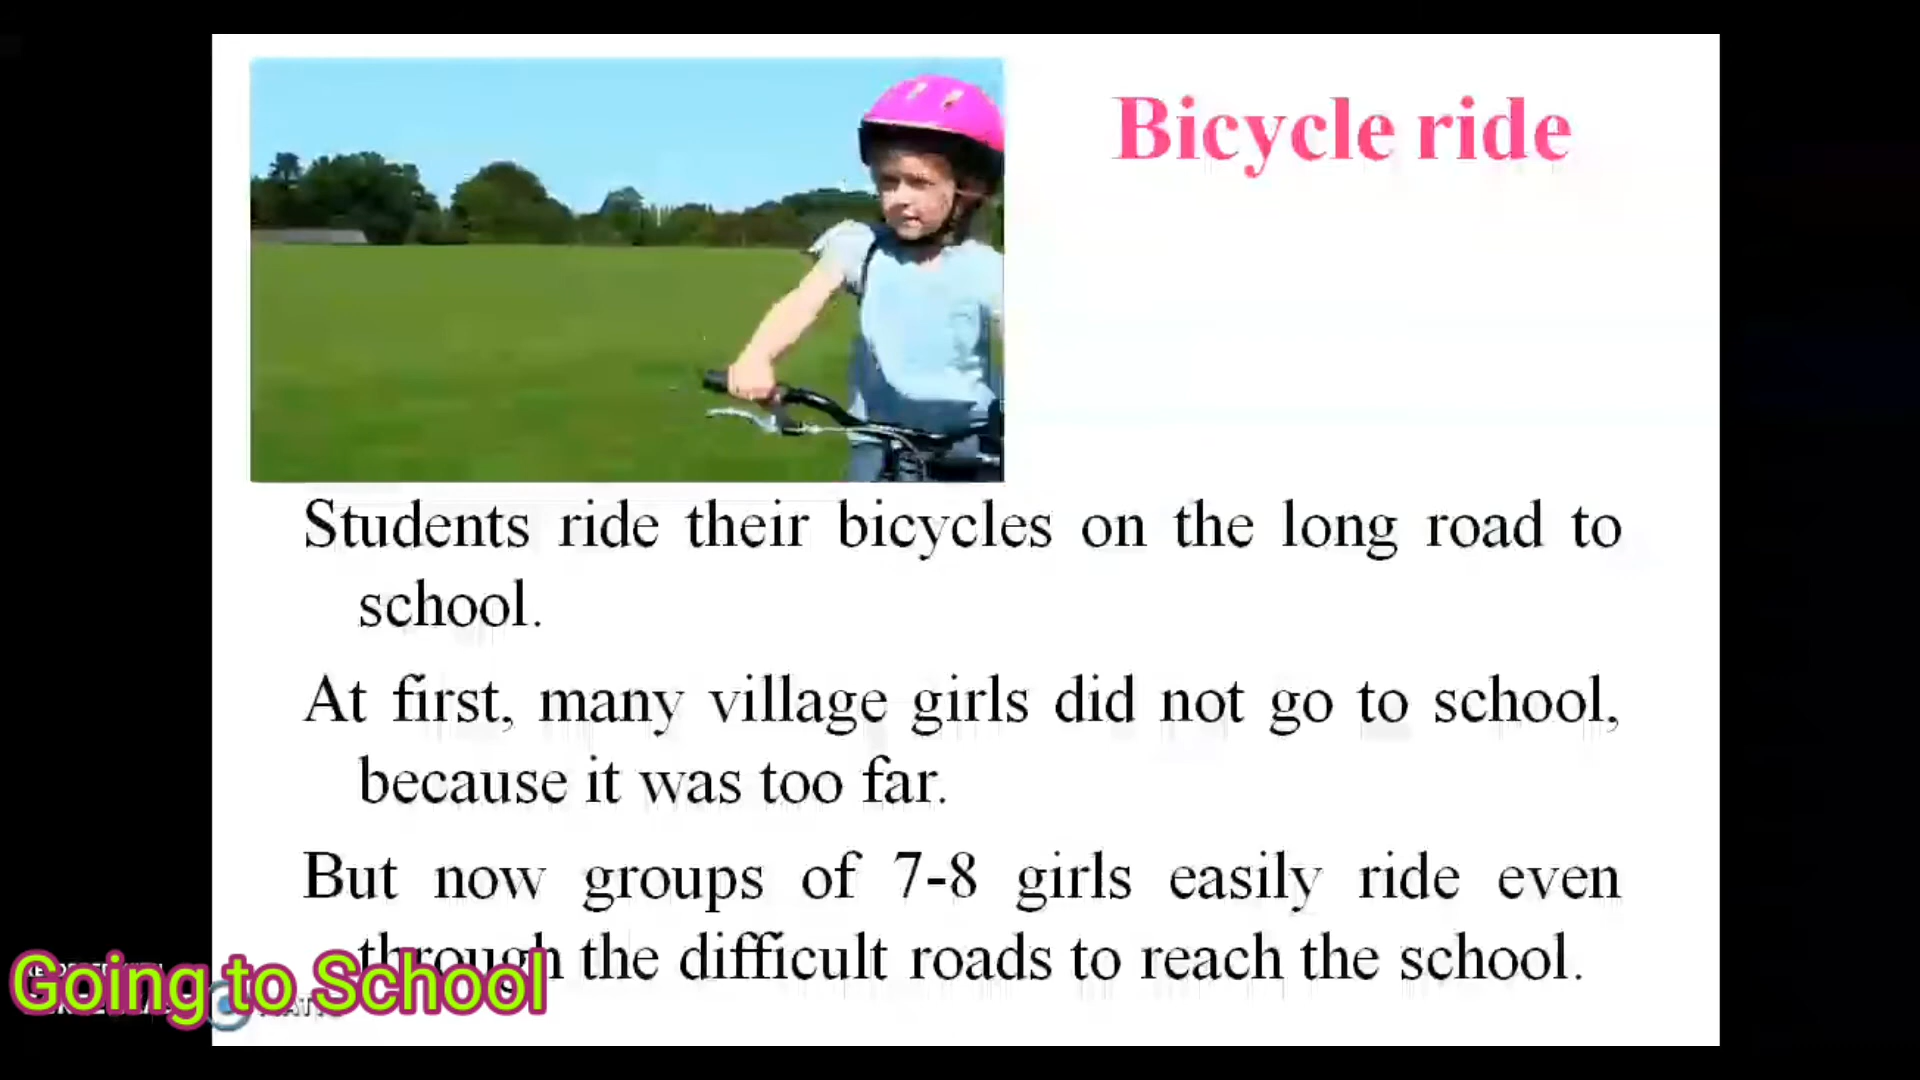 Bicycle ride
Students ride their bicycles on the long road to
school.
At first, many village girls did not go to school,
because it was too far.
But now groups of 7-8 girls easily ride even
through the difficult roads to reach the school.
Going to School